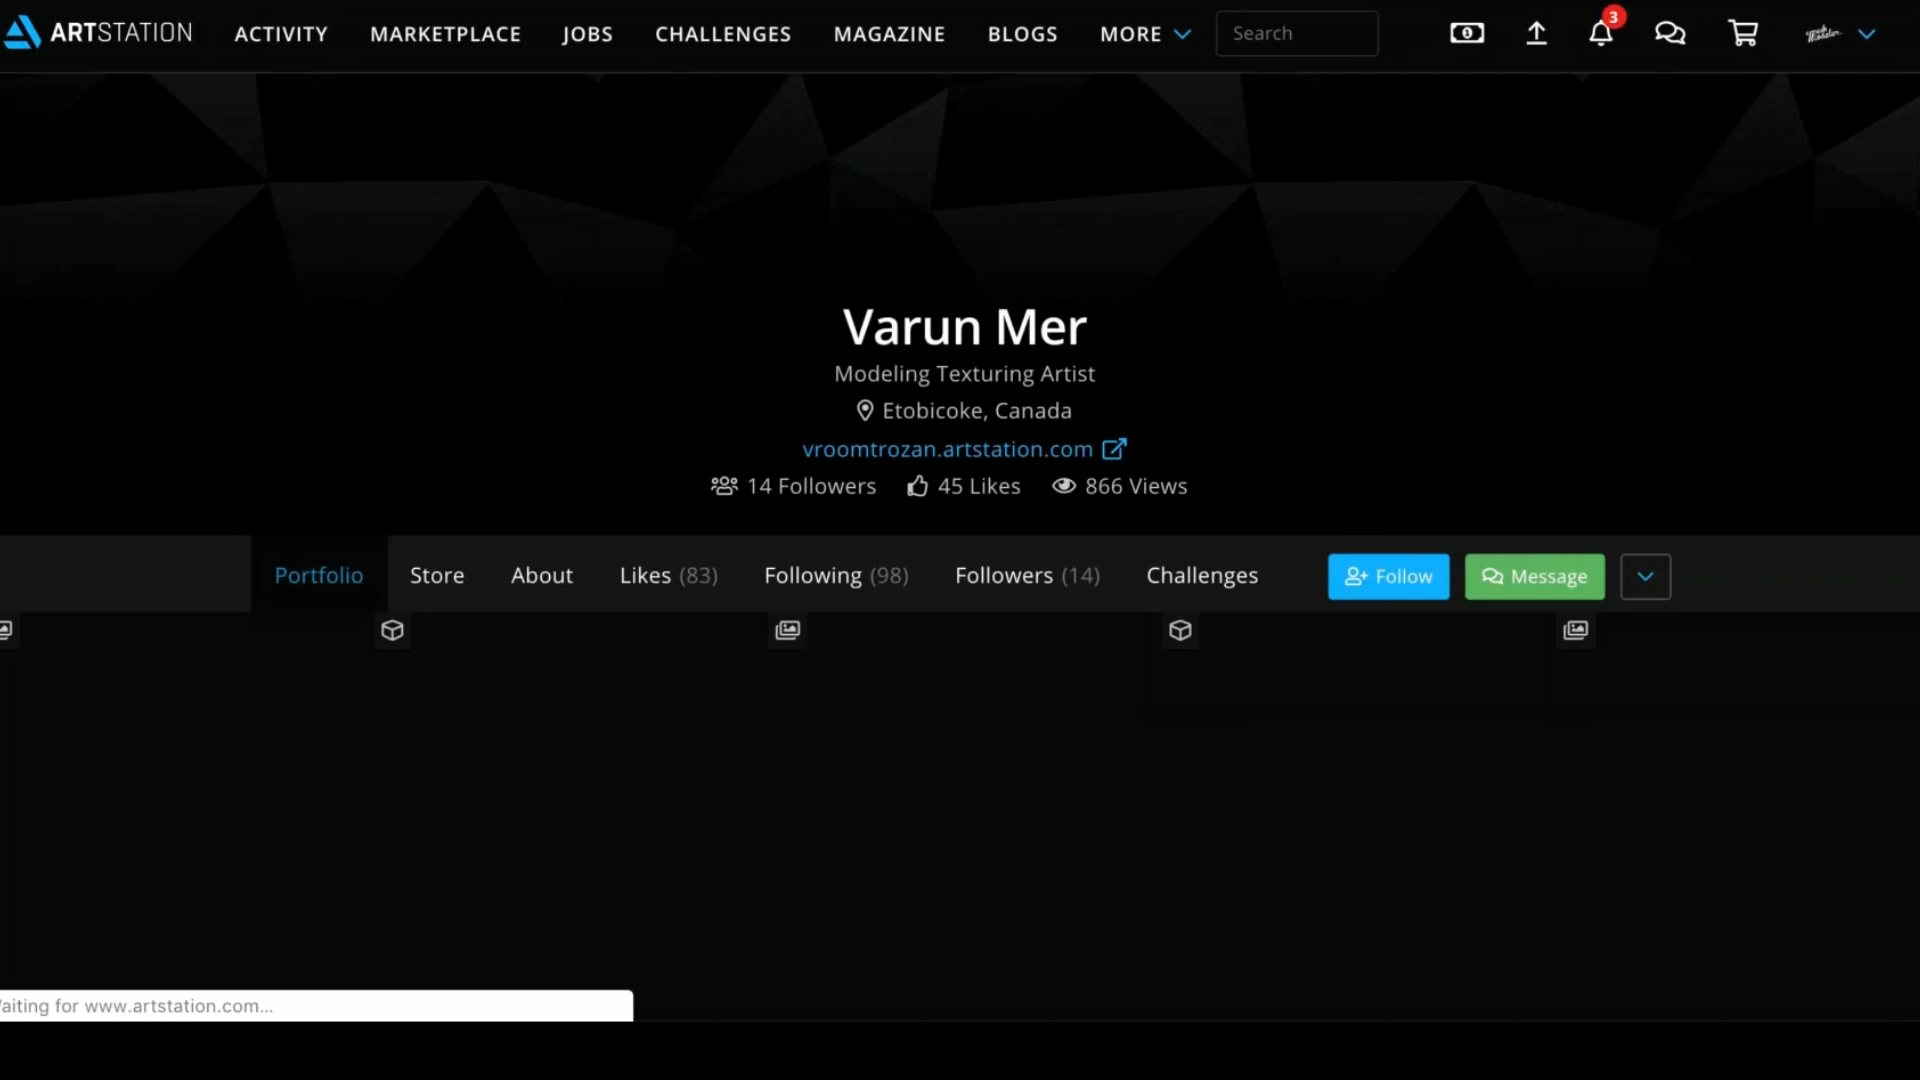 ARTSTATION ACTIVITY MARKETPLACE JOBS CHALLENGES MAGAZINE BLOGS MORE Search 3
Varun Mer
Modeling Texturing Artist
Etobicoke, Canada
vroomtrozan.artstation.com
14 Followers 45 Likes 866 Views
Portfolio Store About Likes (83) Following (98) Followers (14) Challenges Follow Message
aiting for www.artstation.com...